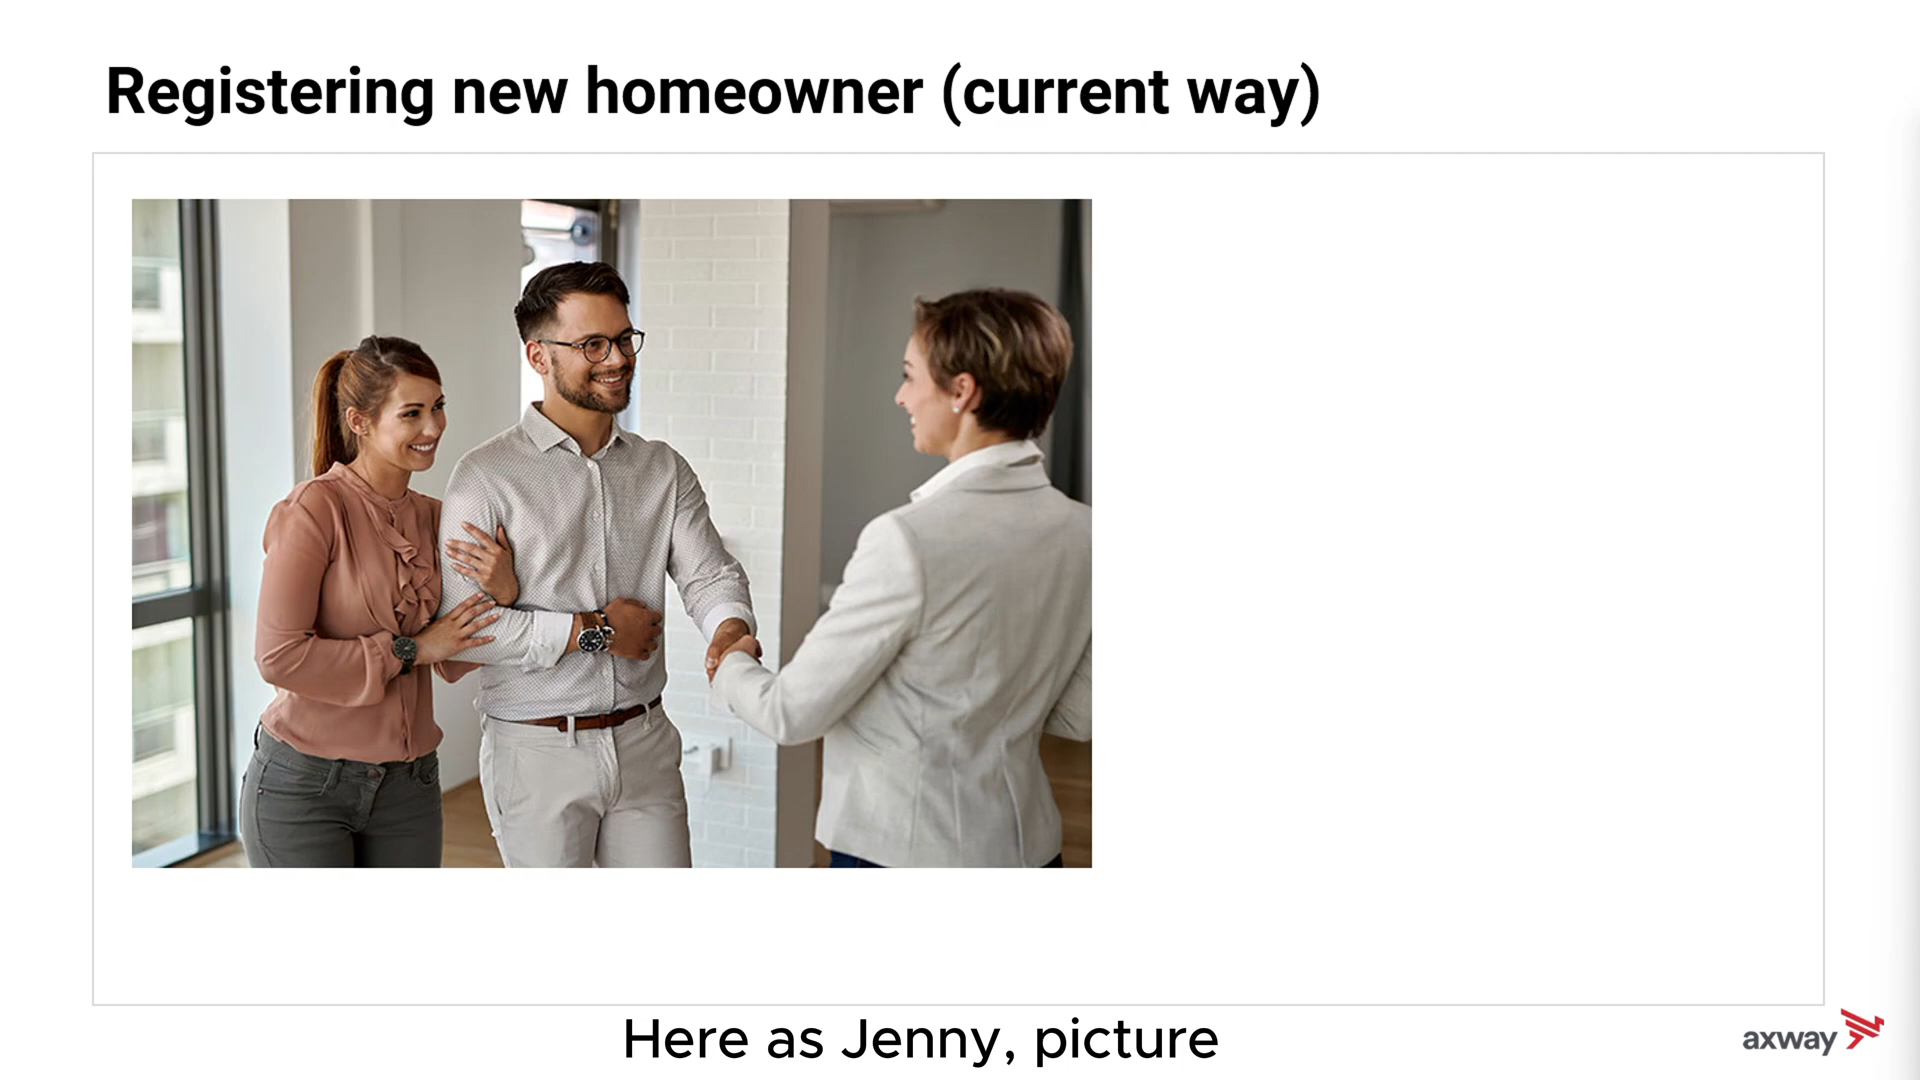 Registering new homeowner (current way)
Here as Jenny, picture
axway